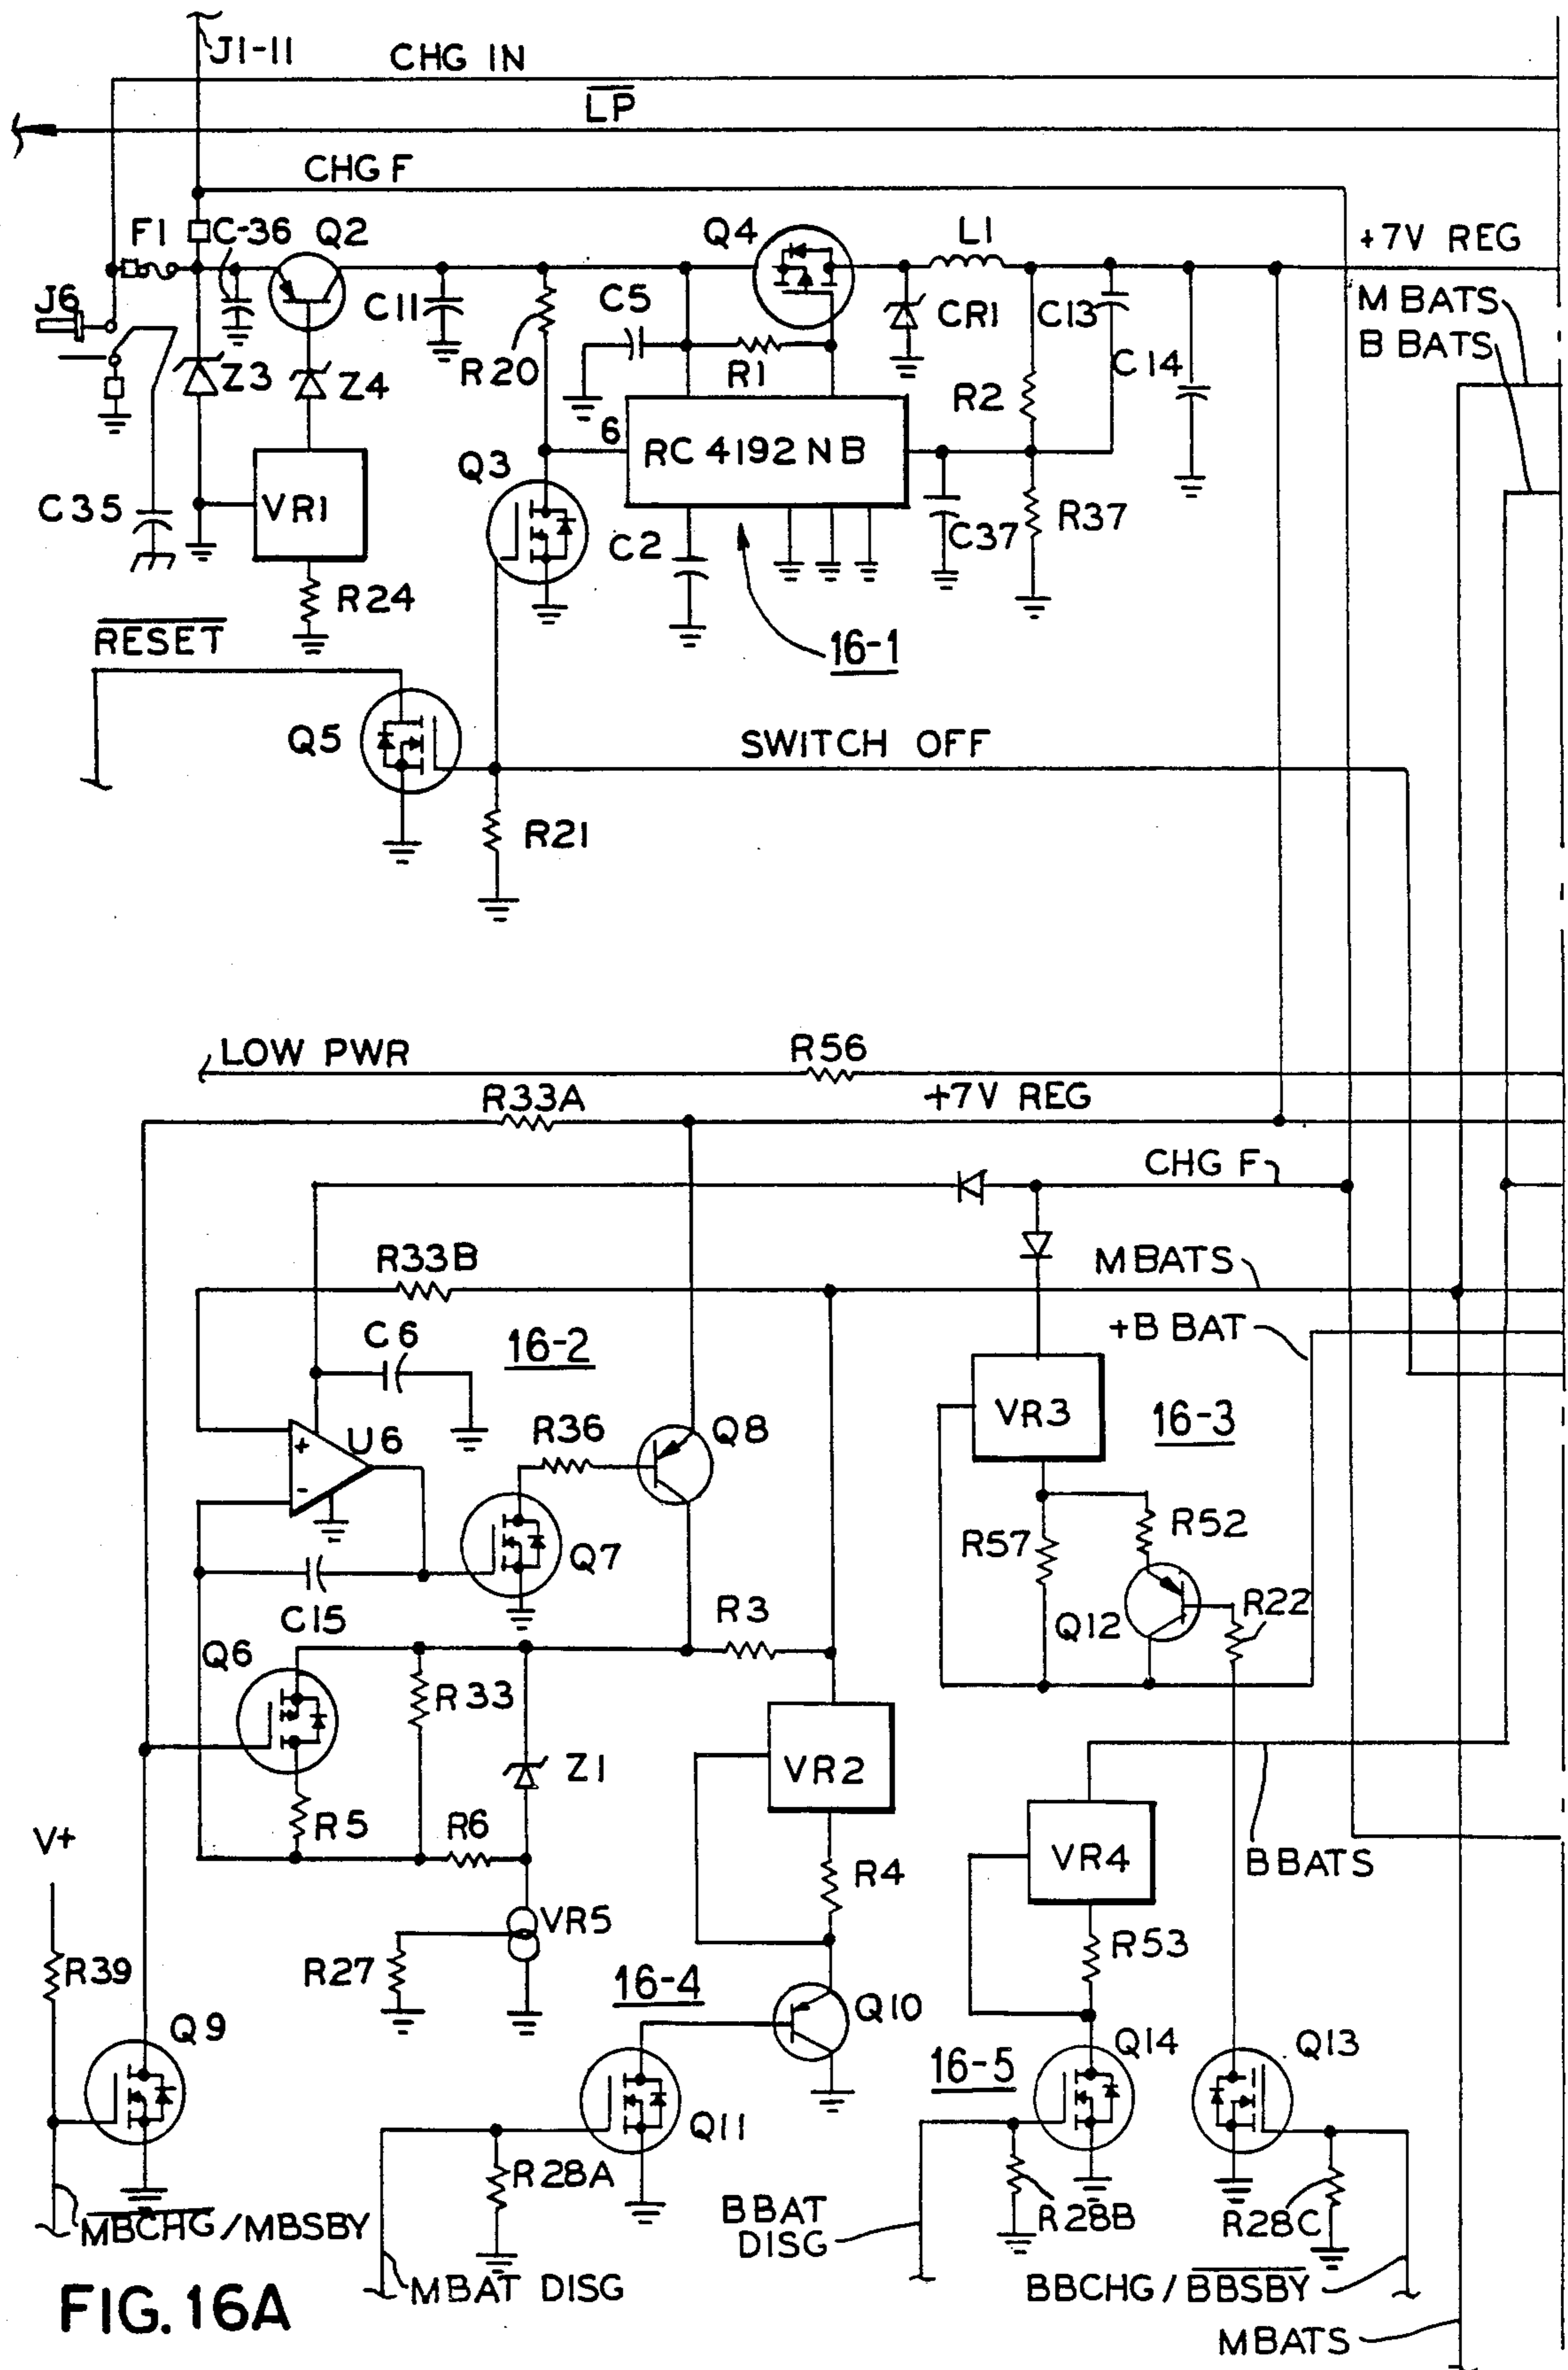 J1-11
CHG IN
LP
CHG F
F1
C-36
Q2
Q4
L1
+7V REG
J6
C11
C5
CR1
C13
M BATS
B BATS
Z3
Z4
R20
R1
R2
C14
6
RC 4192 NB
Q3
C35
VR1
C2
C37
R37
R24
RESET
16-1
Q5
SWITCH OFF
R21
LOW PWR
R56
R33A
+7V REG
CHG F
R33B
M BATS
C6
16-2
+B BAT
VR3
16-3
U6
+
-
R36
Q8
R57
R52
Q7
C15
R3
Q12
R22
Q6
R33
Z1
VR2
V+
R5
R6
R4
VR4
B BATS
VR5
R39
R27
16-4
R53
Q10
Q9
Q14
Q13
16-5
Q11
R28A
MBCHG/MBSBY
BBAT
DISG
R28B
R28C
MBAT DISG
BBCHG/BBSBY
FIG. 16A
MBATS